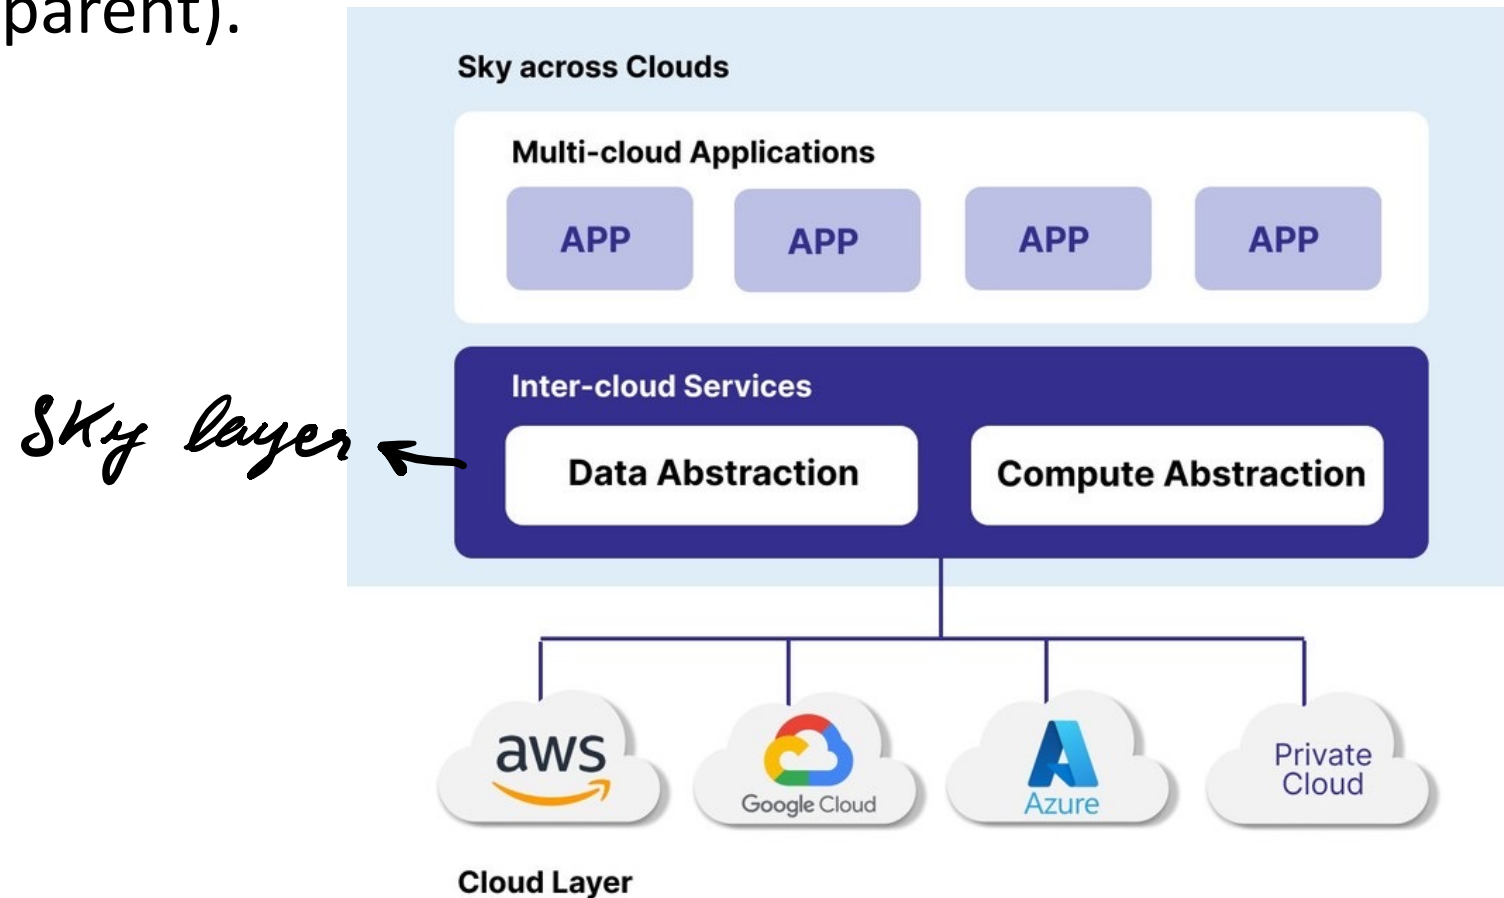 parent).
Sky across Clouds
Multi-cloud Applications
APP APP APP APP
Inter-cloud Services
Sky layer
Data Abstraction Compute Abstraction
aws Google Cloud Azure Private Cloud
Cloud Layer